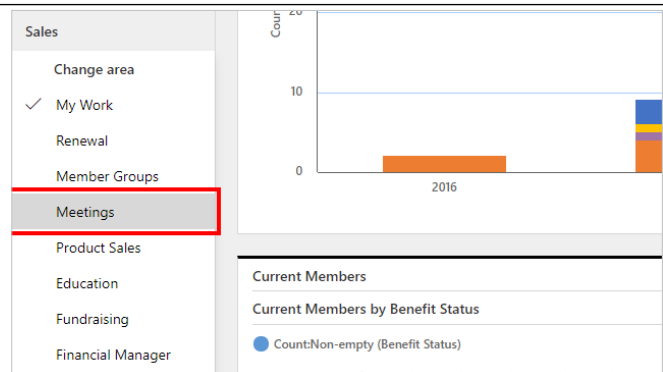 Sales
Change area
My Work
Renewal
Member Groups
Meetings
Product Sales
Education
Fundraising
Financial Manager
20
10
0
2016
Current Members
Current Members by Benefit Status
Count:Non-empty (Benefit Status)